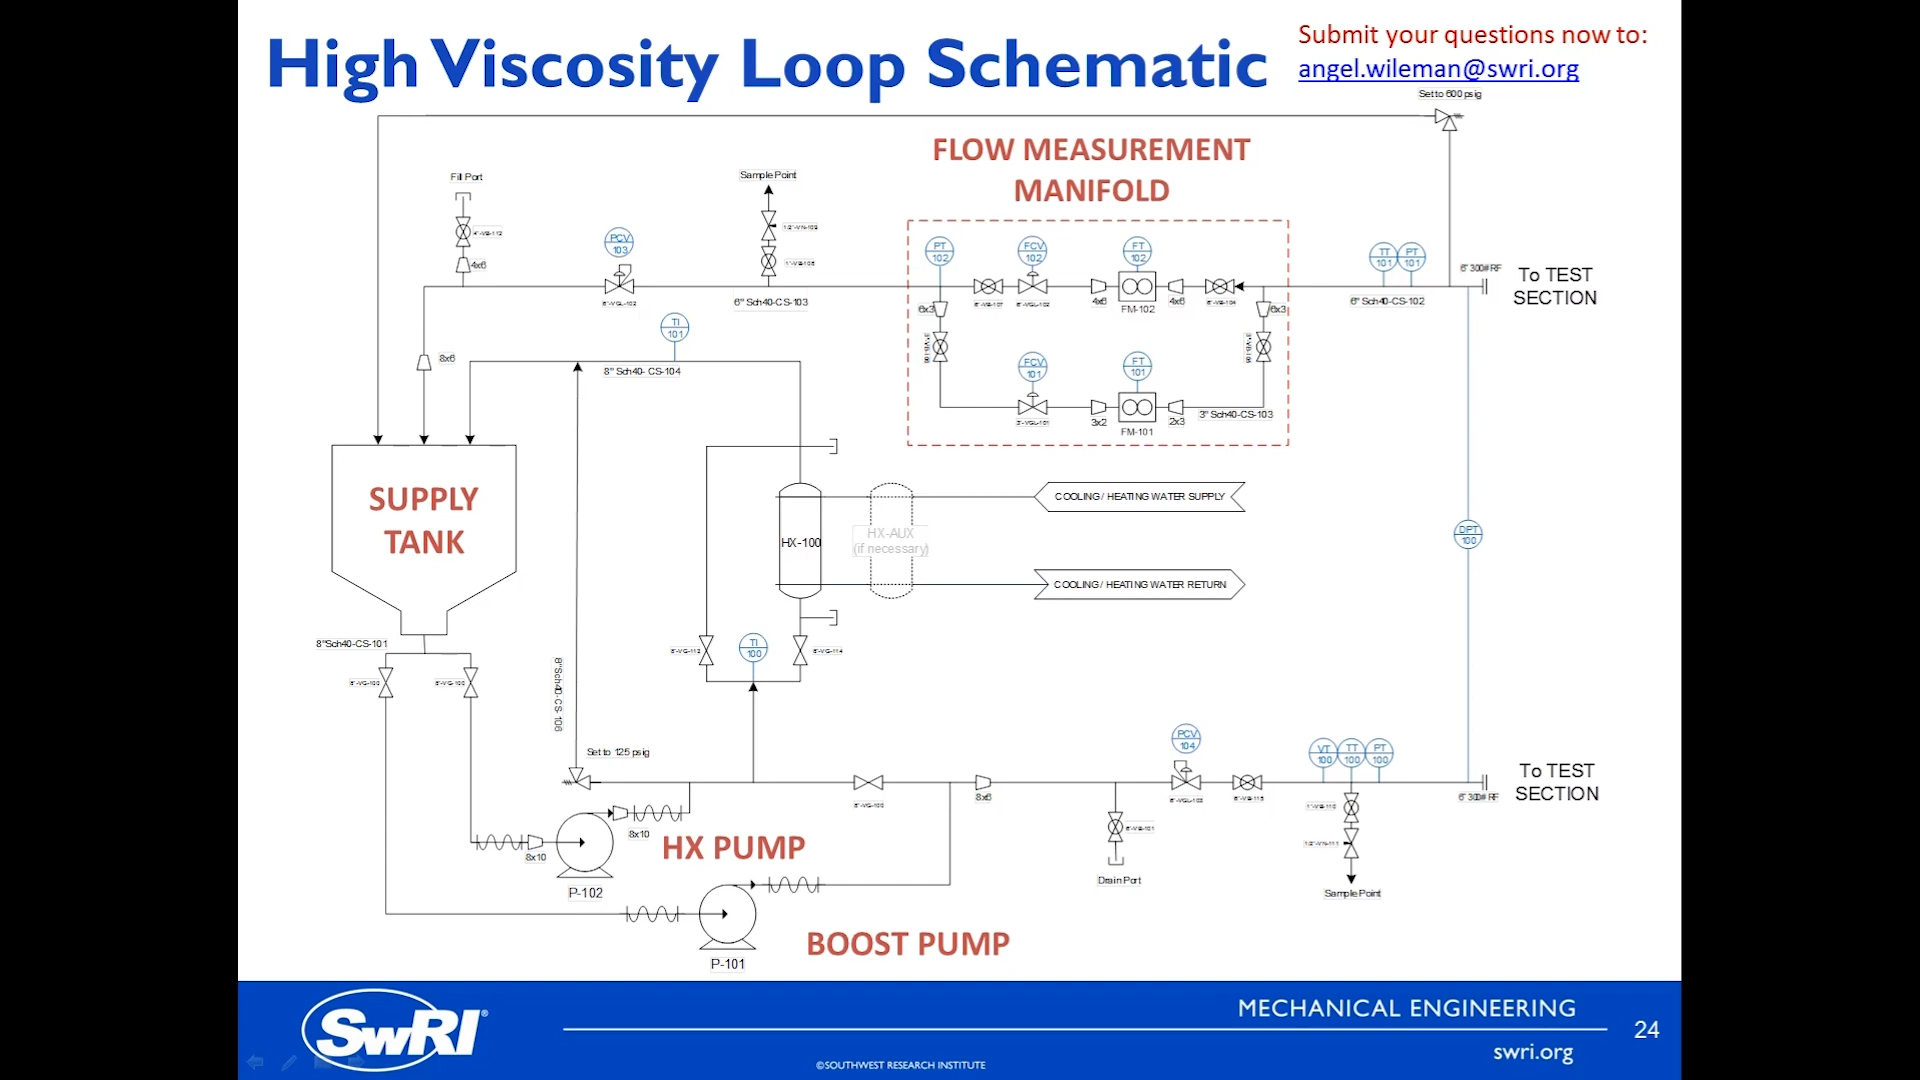 High Viscosity Loop Schematic
Submit your questions now to:
angel.wileman@swri.org
Set to 600 psig
FLOW MEASUREMENT
MANIFOLD
Fill Port
Sample Point
PCV
103
4x6
PT
102
FCV
102
FT
102
TT
101
PT
101
6" 300# RF
To TEST
SECTION
6" Sch40-CS-103
6" Sch40-CS-102
4x6
4x6
FM-102
6x3
6x3
TI
101
8x6
8" Sch40- CS-104
FCV
101
FT
101
3x2
2x3
3" Sch40-CS-103
FM-101
SUPPLY
TANK
HX-100
HX-AUX
(if necessary)
COOLING / HEATING WATER SUPPLY
COOLING / HEATING WATER RETURN
DPT
100
8"Sch40-CS-101
TI
100
8"Sch40-CS-106
Set to 125 psig
PCV
104
VT
100
TT
100
PT
100
To TEST
SECTION
8x6
6" 300# RF
8x10
8x10
HX PUMP
P-102
Drain Port
Sample Point
BOOST PUMP
P-101
SwRI
MECHANICAL ENGINEERING
24
swri.org
©SOUTHWEST RESEARCH INSTITUTE